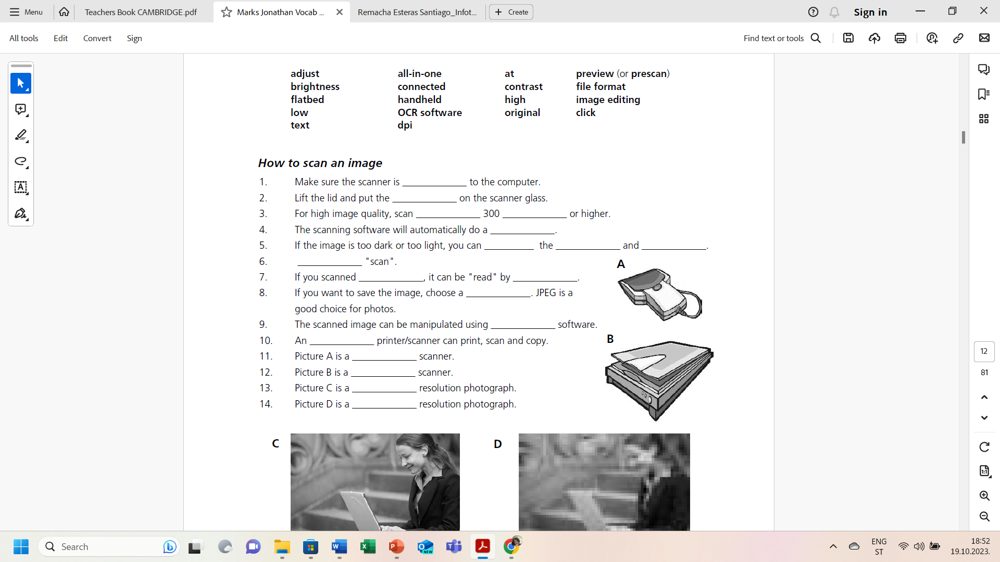 Menu
Teachers Book CAMBRIDGE.pdf
Marks Jonathan Vocab ...
Remacha Esteras Santiago_Infot...
Create
Sign in
All tools
Edit
Convert
Sign
Find text or tools
adjust all-in-one at preview (or prescan)
brightness connected contrast file format
flatbed handheld high image editing
low OCR software original click
text dpi
How to scan an image
1. Make sure the scanner is ____________ to the computer.
2. Lift the lid and put the ____________ on the scanner glass.
3. For high image quality, scan ____________ 300 ____________ or higher.
4. The scanning software will automatically do a ____________.
5. If the image is too dark or too light, you can _________ the ____________ and ____________.
6. ____________ "scan".
7. If you scanned ____________, it can be "read" by ____________.
8. If you want to save the image, choose a ____________. JPEG is a
good choice for photos.
9. The scanned image can be manipulated using ____________ software.
10. An ____________ printer/scanner can print, scan and copy.
11. Picture A is a ____________ scanner.
12. Picture B is a ____________ scanner.
13. Picture C is a ____________ resolution photograph.
14. Picture D is a ____________ resolution photograph.
A
B
C
D
12
81
1:1
Search
NEW
ENG
ST
18:52
19.10.2023.